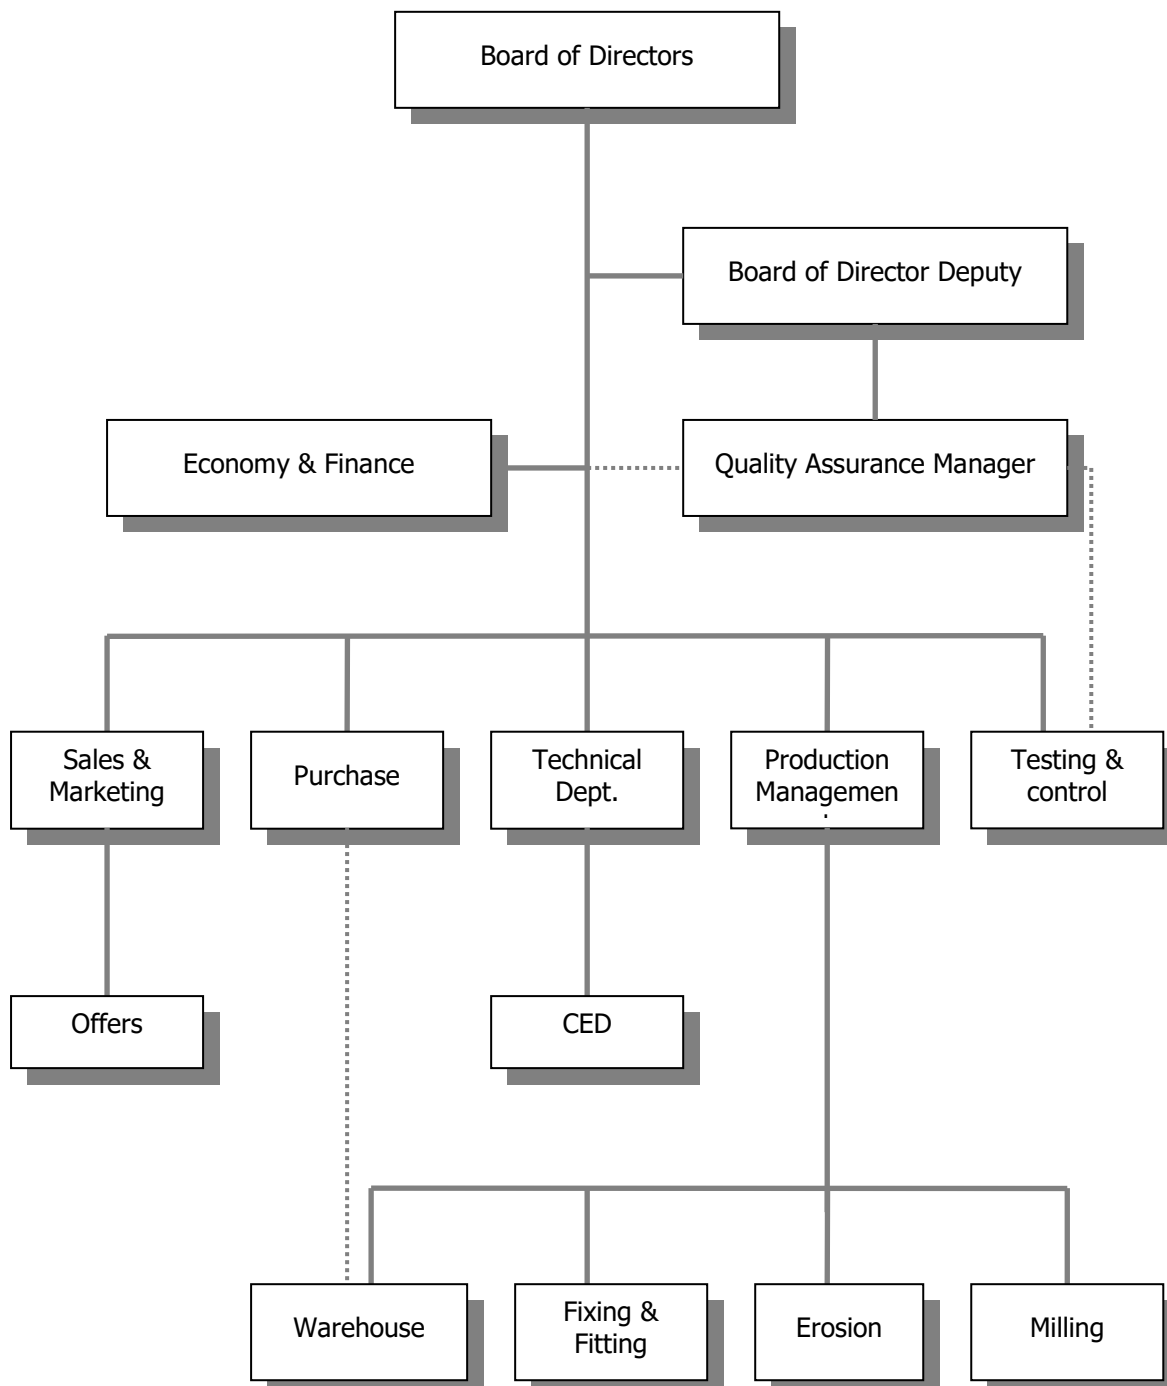 Board of Directors
Board of Director Deputy
Economy & Finance
Quality Assurance Manager
Sales &
Marketing
Purchase
Technical
Dept.
Production
Managemen
Testing &
control
Offers
CED
Warehouse
Fixing &
Fitting
Erosion
Milling